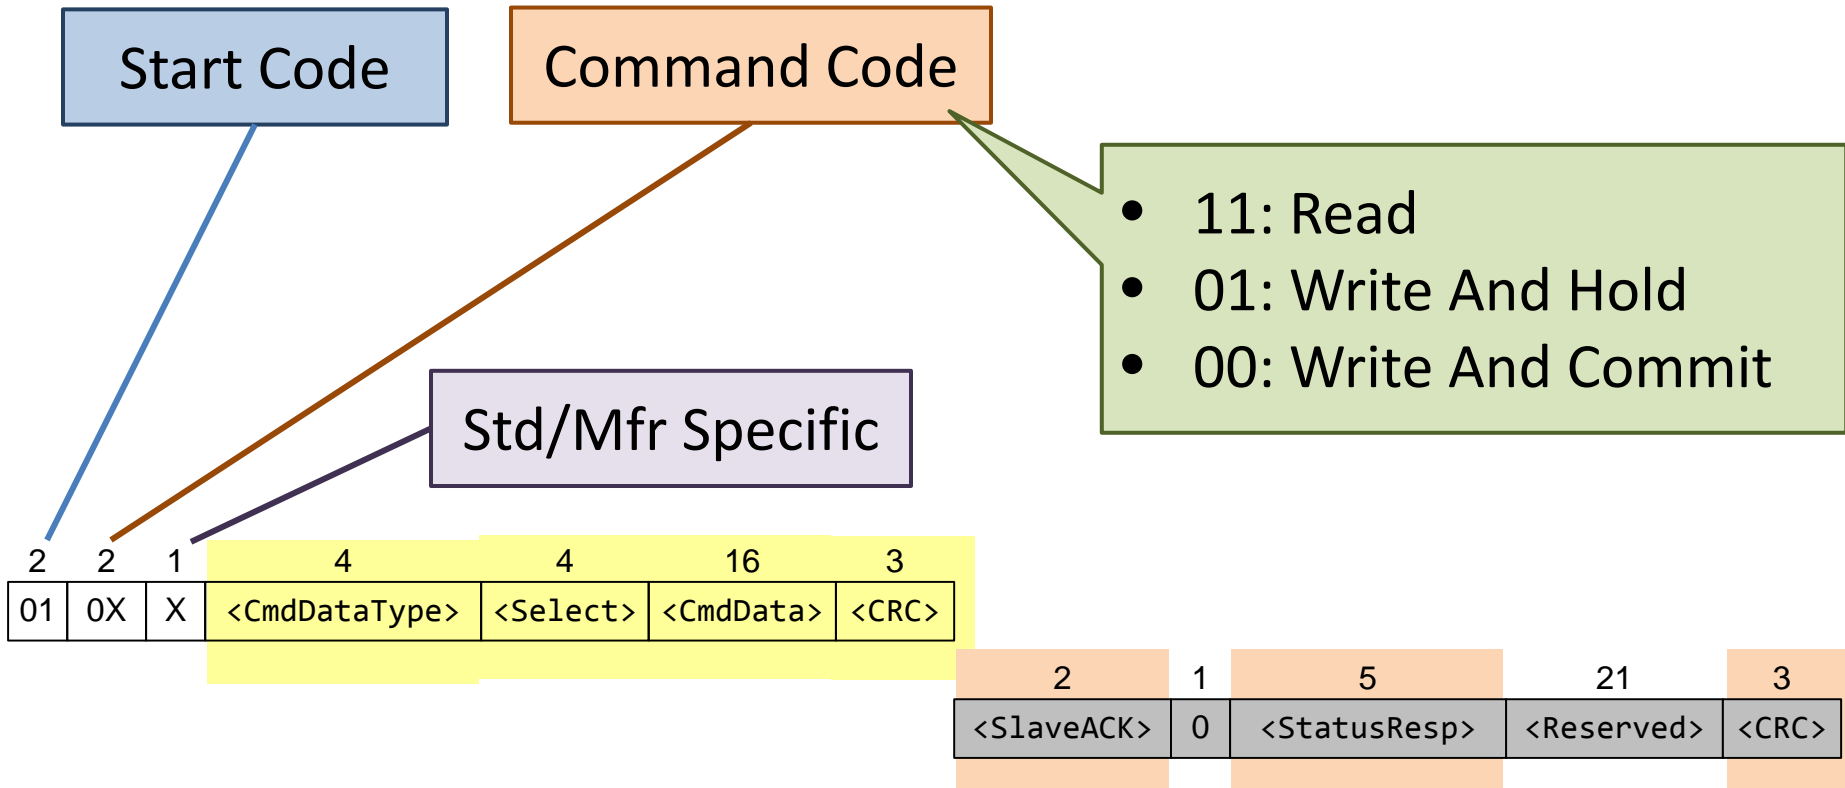 Start Code
Command Code
• 11: Read
• 01: Write And Hold
• 00: Write And Commit
Std/Mfr Specific
2 2 1 4 4 16 3
01 0X X <CmdDataType> <Select> <CmdData> <CRC>
2 1 5 21 3
<SlaveACK> 0 <StatusResp> <Reserved> <CRC>